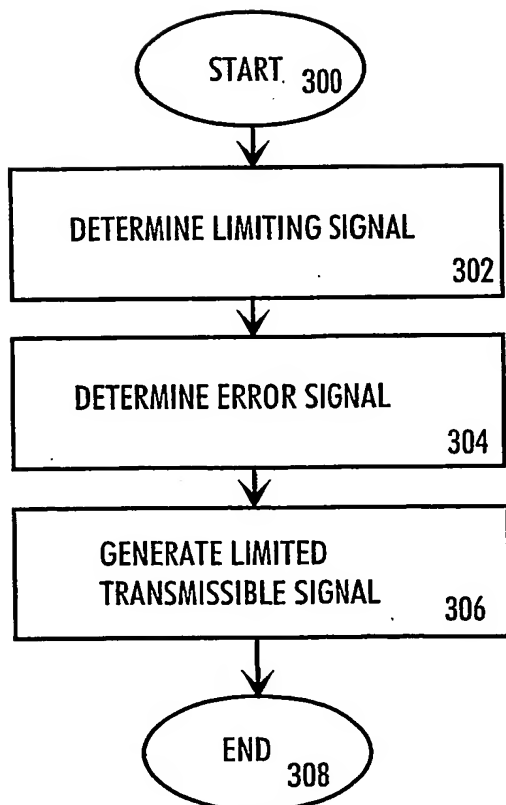 START 300
DETERMINE LIMITING SIGNAL
302
DETERMINE ERROR SIGNAL
304
GENERATE LIMITED
TRANSMISSIBLE SIGNAL
306
END
308